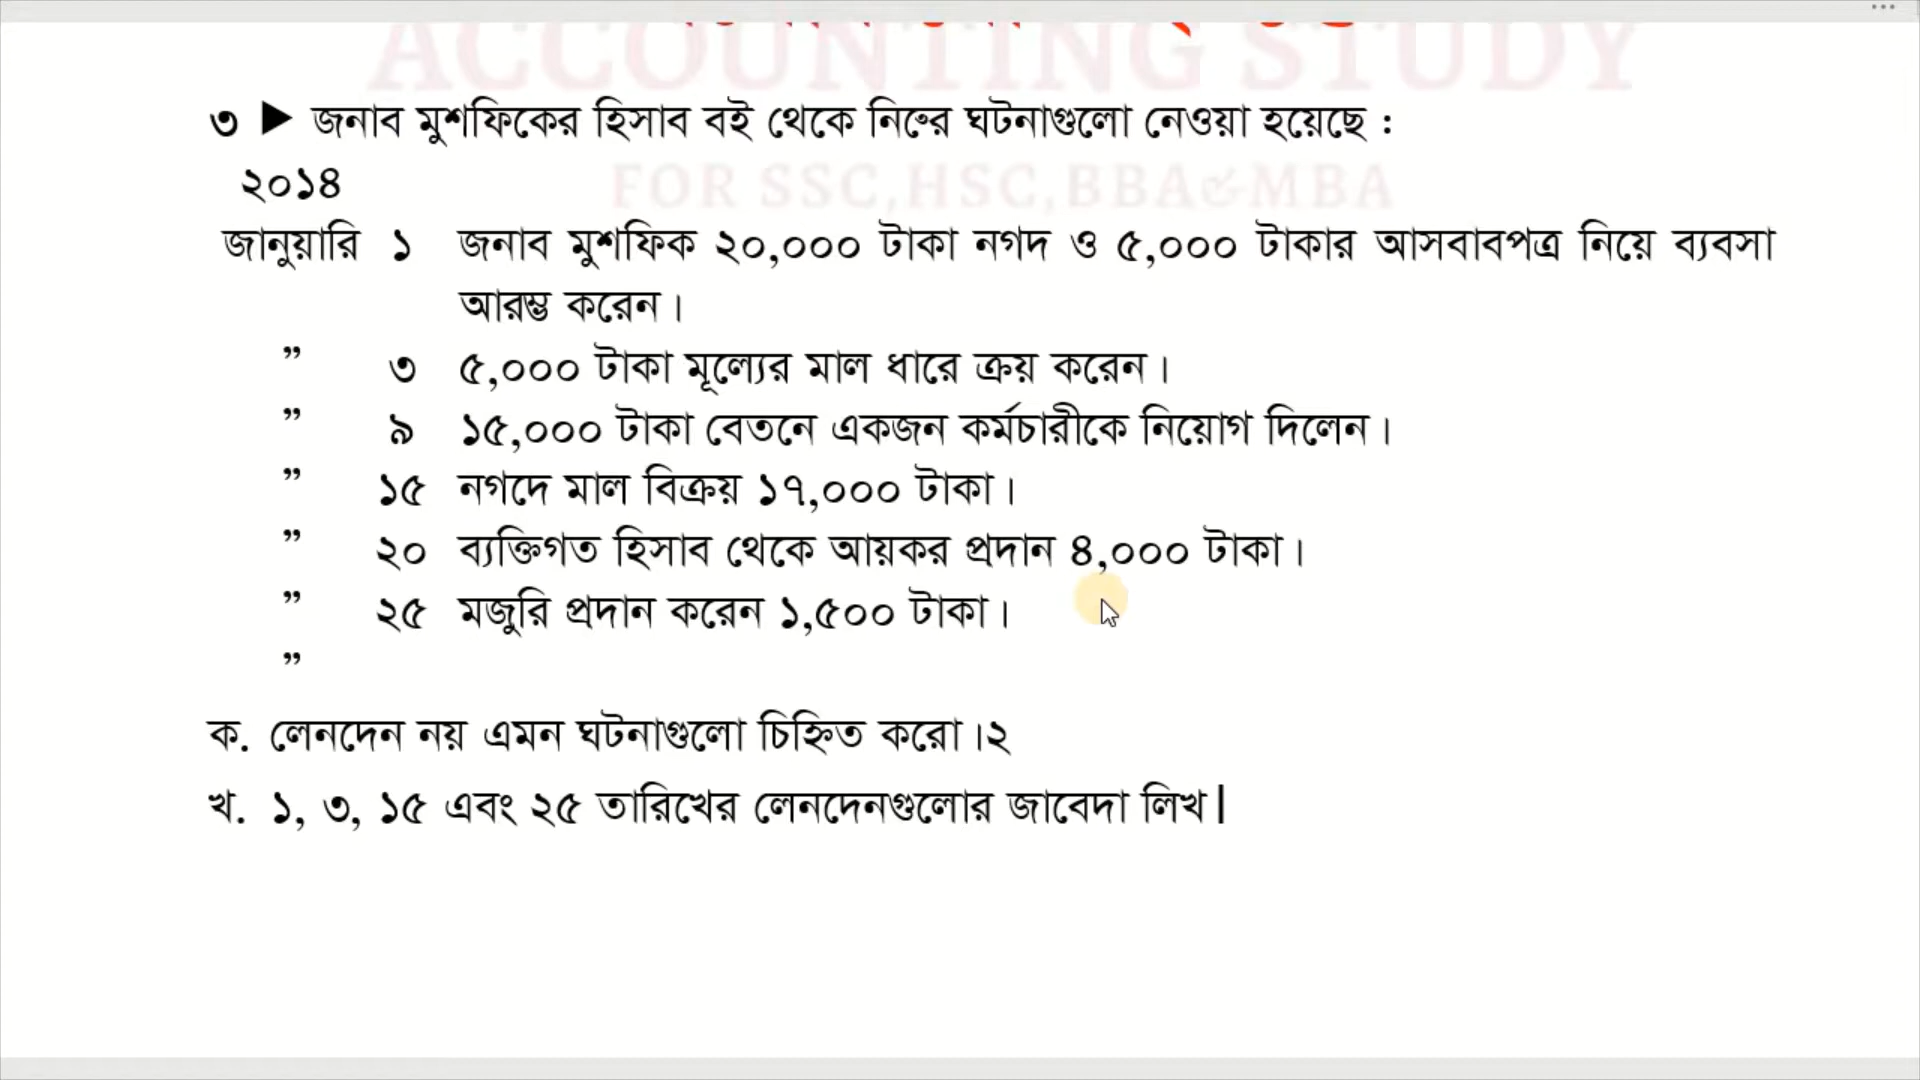 ACCOUNTING STUDY
৩ ▶ জনাব মুশফিকের হিসাব বই থেকে নিম্নের ঘটনাগুলো নেওয়া হয়েছে :
FOR SSC,HSC,BBA&MBA
২০১৪
জানুয়ারি ১ জনাব মুশফিক ২০,০০০ টাকা নগদ ও ৫,০০০ টাকার আসবাবপত্র নিয়ে ব্যবসা
আরম্ভ করেন।
” ৩ ৫,০০০ টাকা মূল্যের মাল ধারে ক্রয় করেন।
” ৯ ১৫,০০০ টাকা বেতনে একজন কর্মচারীকে নিয়োগ দিলেন।
” ১৫ নগদে মাল বিক্রয় ১৭,০০০ টাকা।
” ২০ ব্যক্তিগত হিসাব থেকে আয়কর প্রদান ৪,০০০ টাকা।
” ২৫ মজুরি প্রদান করেন ১,৫০০ টাকা।
”
ক. লেনদেন নয় এমন ঘটনাগুলো চিহ্নিত করো।২
খ. ১, ৩, ১৫ এবং ২৫ তারিখের লেনদেনগুলোর জাবেদা লিখ|